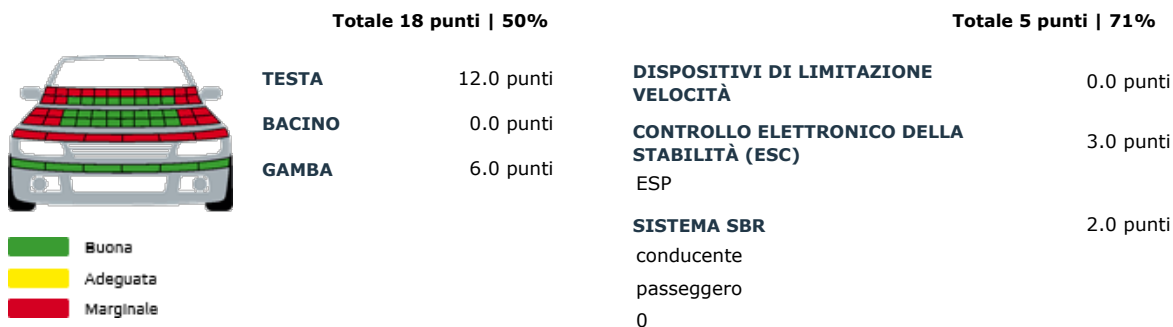 Totale 18 punti | 50%
TESTA 12.0 punti
BACINO 0.0 punti
GAMBA 6.0 punti
Buona
Adeguata
Marginale
Totale 5 punti | 71%
DISPOSITIVI DI LIMITAZIONE
VELOCITÀ 0.0 punti
CONTROLLO ELETTRONICO DELLA
STABILITÀ (ESC) 3.0 punti
ESP
SISTEMA SBR 2.0 punti
conducente
passeggero
0